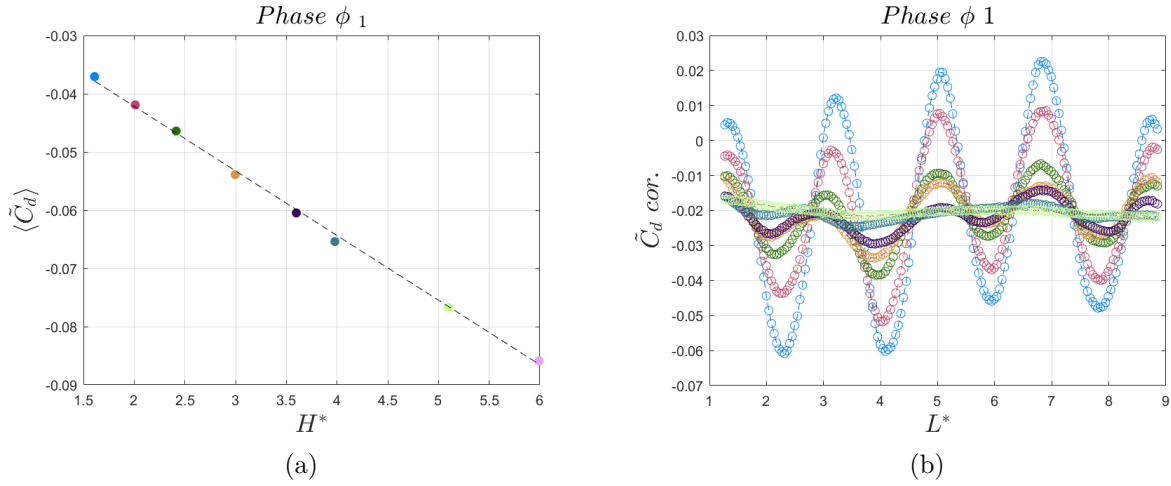 Phase ϕ 1
-0.03
-0.04
-0.05
-0.06
-0.07
-0.08
-0.09
⟨C̃d⟩
1.5 2 2.5 3 3.5 4 4.5 5 5.5 6
H*
(a)
Phase ϕ 1
0.03
0.02
0.01
0
-0.01
-0.02
-0.03
-0.04
-0.05
-0.06
-0.07
C̃d cor.
1 2 3 4 5 6 7 8 9
L*
(b)